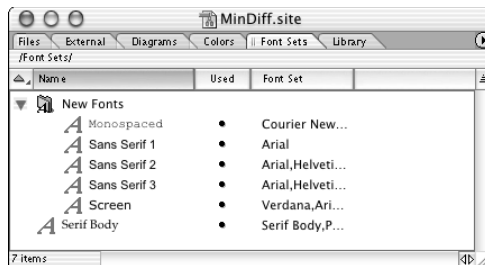 MinDiff.site
Files External Diagrams Colors Font Sets Library
/Font Sets/
Name Used Font Set
New Fonts
Monospaced • Courier New...
Sans Serif 1 • Arial
Sans Serif 2 • Arial,Helveti...
Sans Serif 3 • Arial,Helveti...
Screen • Verdana,Ari...
Serif Body • Serif Body,P...
7 items